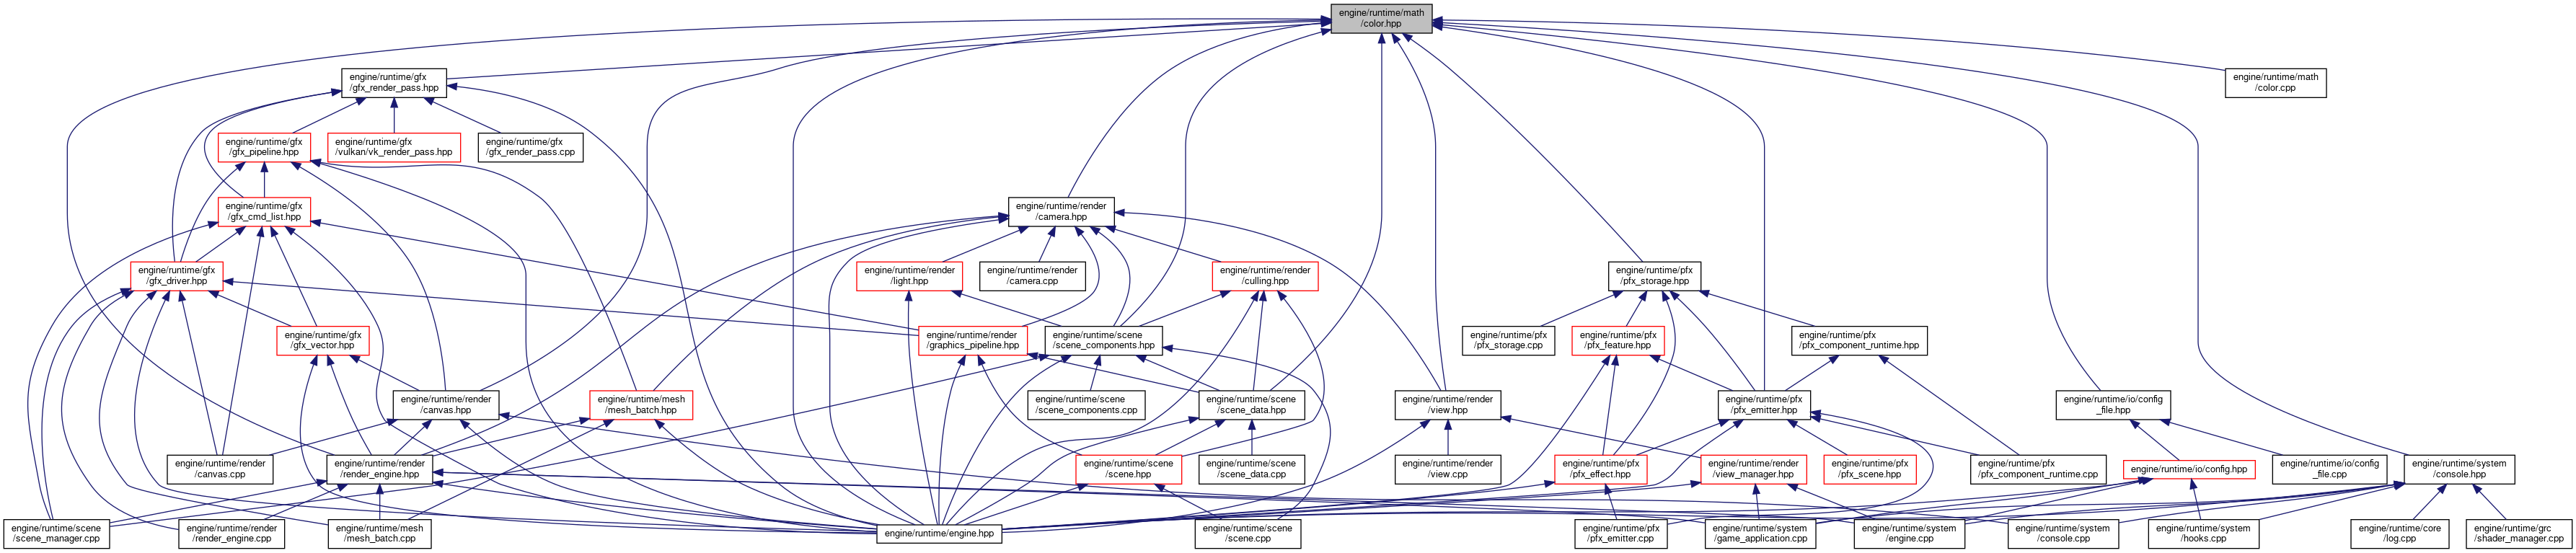 engine/runtime/math
/color.hpp
engine/runtime/gfx
/gfx_render_pass.hpp
engine/runtime/math
/color.cpp
engine/runtime/gfx
/gfx_pipeline.hpp
engine/runtime/gfx
/vulkan/vk_render_pass.hpp
engine/runtime/gfx
/gfx_render_pass.cpp
engine/runtime/gfx
/gfx_cmd_list.hpp
engine/runtime/render
/camera.hpp
engine/runtime/gfx
/gfx_driver.hpp
engine/runtime/render
/light.hpp
engine/runtime/render
/camera.cpp
engine/runtime/render
/culling.hpp
engine/runtime/pfx
/pfx_storage.hpp
engine/runtime/gfx
/gfx_vector.hpp
engine/runtime/render
/graphics_pipeline.hpp
engine/runtime/scene
/scene_components.hpp
engine/runtime/pfx
/pfx_storage.cpp
engine/runtime/pfx
/pfx_feature.hpp
engine/runtime/pfx
/pfx_component_runtime.hpp
engine/runtime/render
/canvas.hpp
engine/runtime/mesh
/mesh_batch.hpp
engine/runtime/scene
/scene_components.cpp
engine/runtime/scene
/scene_data.hpp
engine/runtime/render
/view.hpp
engine/runtime/pfx
/pfx_emitter.hpp
engine/runtime/io/config
_file.hpp
engine/runtime/render
/canvas.cpp
engine/runtime/render
/render_engine.hpp
engine/runtime/scene
/scene.hpp
engine/runtime/scene
/scene_data.cpp
engine/runtime/render
/view.cpp
engine/runtime/pfx
/pfx_effect.hpp
engine/runtime/render
/view_manager.hpp
engine/runtime/pfx
/pfx_scene.hpp
engine/runtime/pfx
/pfx_component_runtime.cpp
engine/runtime/io/config.hpp
engine/runtime/io/config
_file.cpp
engine/runtime/system
/console.hpp
engine/runtime/scene
/scene_manager.cpp
engine/runtime/render
/render_engine.cpp
engine/runtime/mesh
/mesh_batch.cpp
engine/runtime/engine.hpp
engine/runtime/scene
/scene.cpp
engine/runtime/pfx
/pfx_emitter.cpp
engine/runtime/system
/game_application.cpp
engine/runtime/system
/engine.cpp
engine/runtime/system
/console.cpp
engine/runtime/system
/hooks.cpp
engine/runtime/core
/log.cpp
engine/runtime/grc
/shader_manager.cpp